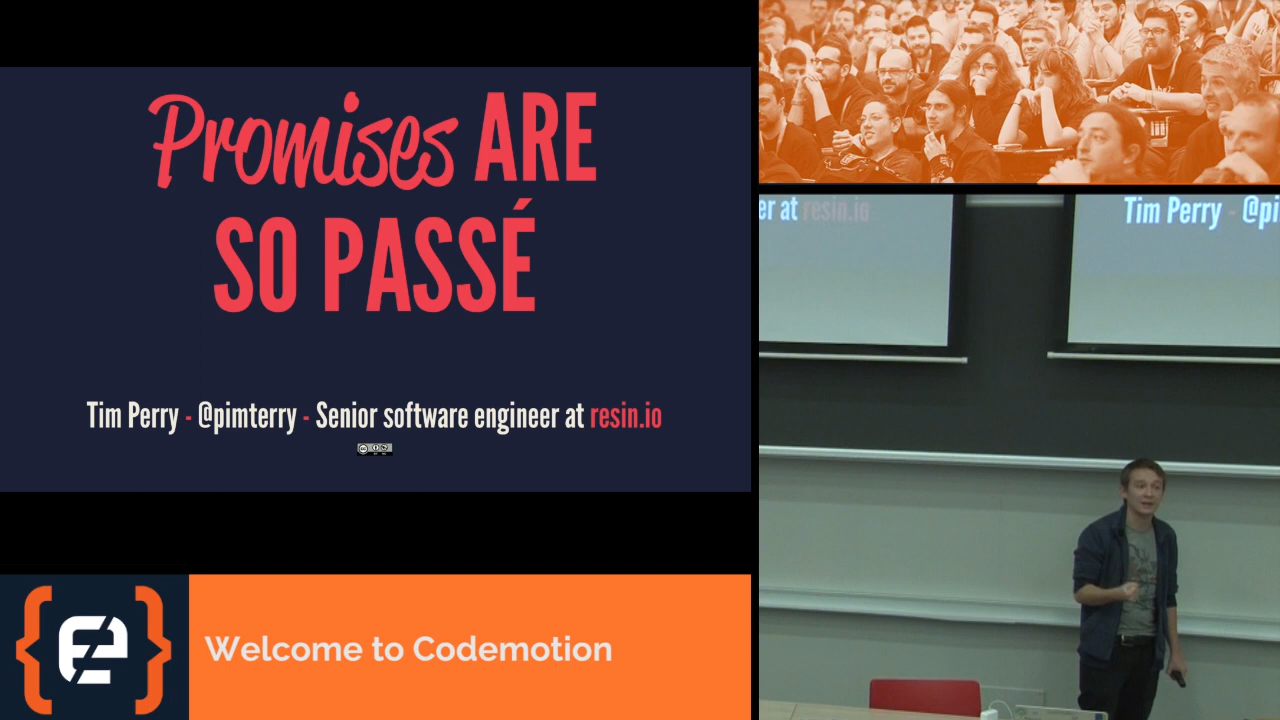 Promises ARE
SO PASSÉ
Tim Perry - @pimterry - Senior software engineer at resin.io
Welcome to Codemotion
er at resin.io
Tim Perry - @pi